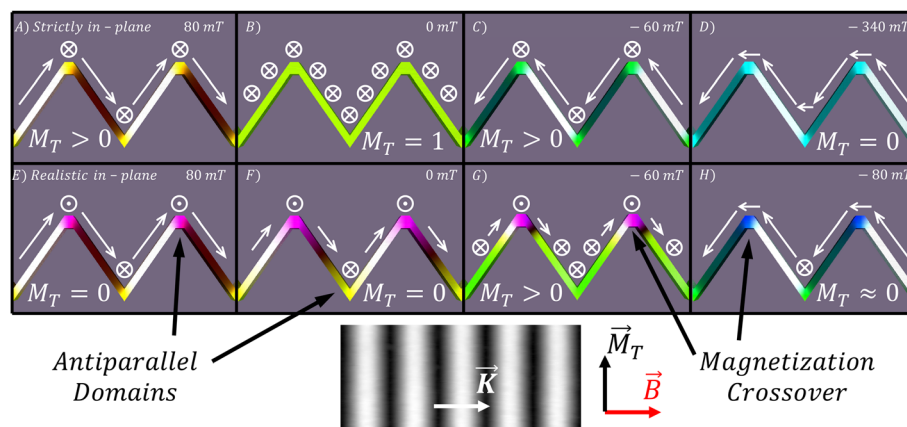 A) Strictly in – plane 80 mT
B) 0 mT
C) – 60 mT
D) – 340 mT
M_T > 0
M_T = 1
M_T > 0
M_T = 0
E) Realistic in – plane 80 mT
F) 0 mT
G) – 60 mT
H) – 80 mT
M_T = 0
M_T = 0
M_T > 0
M_T ≈ 0
Antiparallel
Domains
K⃗
M⃗_T
B⃗
Magnetization
Crossover